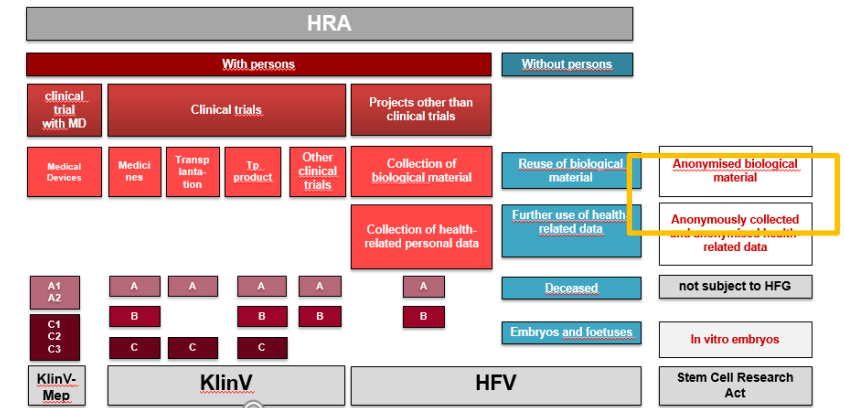 HRA
With persons
Without persons
clinical
trial
with MD
Clinical trials
Projects other than
clinical trials
Medical
Devices
Medici
nes
Transp
lanta-
tion
Tp
product
Other
clinical
trials
Collection of
biological material
Reuse of biological
material
Anonymised biological
material
Collection of health-
related personal data
Further use of health-
related data
Anonymously collected
and anonymised health-
related data
A1
A2
A
A
A
A
A
Deceased
not subject to HFG
B
B
B
B
C1
C2
C3
C
C
C
Embryos and foetuses
In vitro embryos
KlinV-
Mep
KlinV
HFV
Stem Cell Research
Act